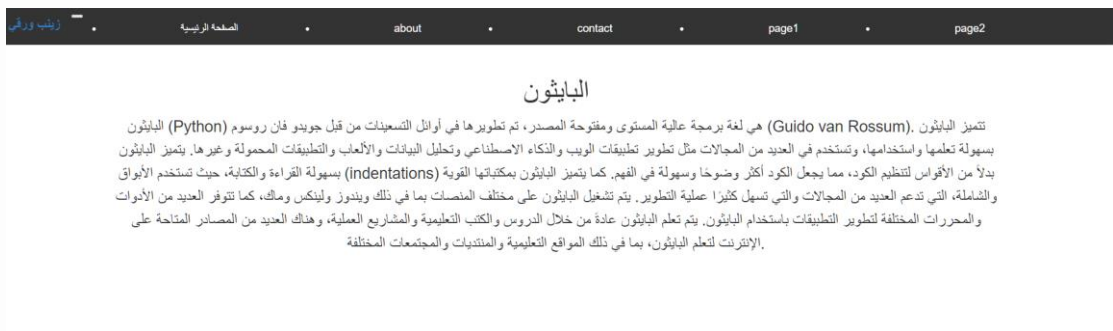 زينب ورقي
الصفحة الرئيسية
about
contact
page1
page2
البايثون
البايثون (Python) هي لغة برمجة عالية المستوى ومفتوحة المصدر، تم تطويرها في أوائل التسعينات من قبل جويدو فان روسوم (Guido van Rossum). تتميز البايثون
بسهولة تعلمها واستخدامها، وتستخدم في العديد من المجالات مثل تطوير تطبيقات الويب والذكاء الاصطناعي وتحليل البيانات والألعاب والتطبيقات المحمولة وغيرها. يتميز البايثون
بسهولة القراءة والكتابة، حيث تستخدم الأبواق (indentations) بدلاً من الأقواس لتنظيم الكود، مما يجعل الكود أكثر وضوحًا وسهولة في الفهم. كما يتميز البايثون بمكتباتها القوية
والشاملة، التي تدعم العديد من المجالات والتي تسهل كثيرًا عملية التطوير. يتم تشغيل البايثون على مختلف المنصات بما في ذلك ويندوز ولينكس وماك، كما تتوفر العديد من الأدوات
والمحررات المختلفة لتطوير التطبيقات باستخدام البايثون. يتم تعلم البايثون عادةً من خلال الدروس والكتب التعليمية والمشاريع العملية، وهناك العديد من المصادر المتاحة على
الإنترنت لتعلم البايثون، بما في ذلك المواقع التعليمية والمنتديات والمجتمعات المختلفة.